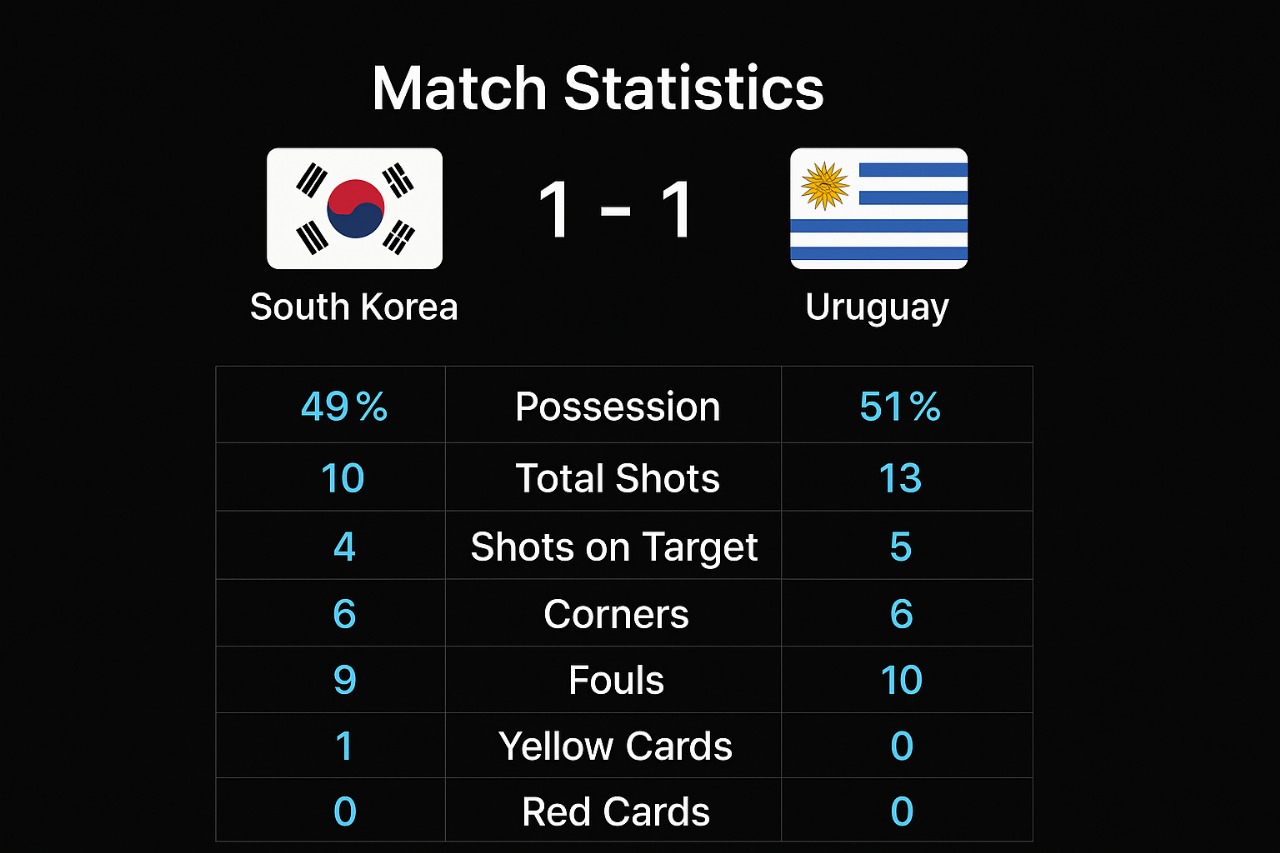 Match Statistics
1 - 1
South Korea
Uruguay
49% Possession 51%
10 Total Shots 13
4 Shots on Target 5
6 Corners 6
9 Fouls 10
1 Yellow Cards 0
0 Red Cards 0